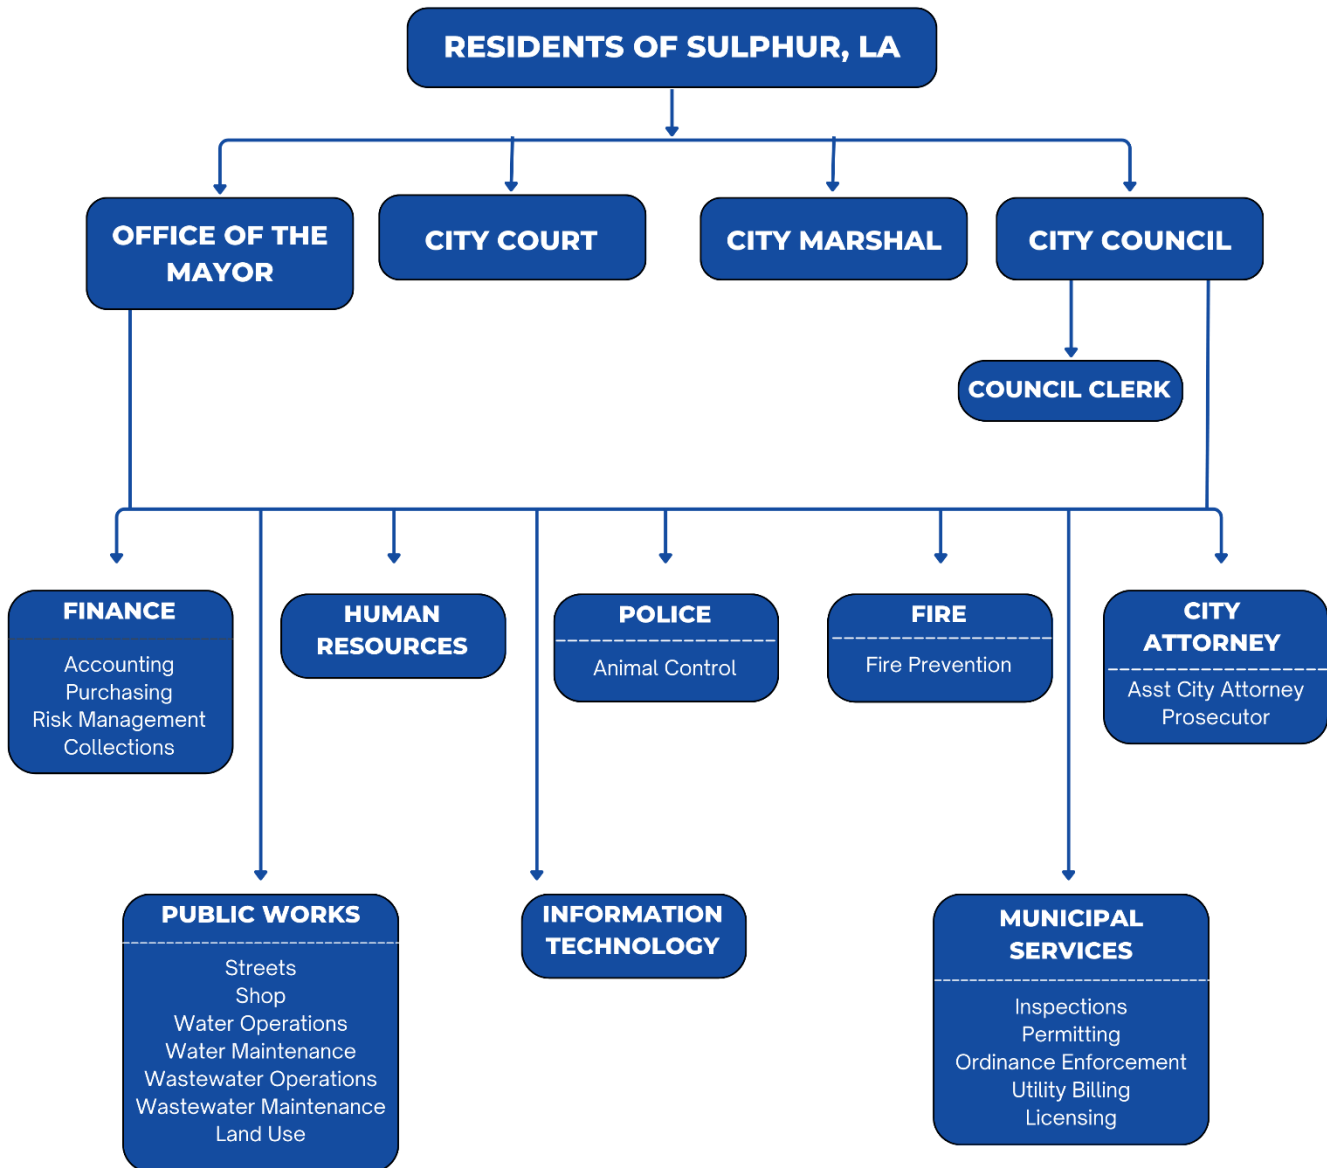 RESIDENTS OF SULPHUR, LA
OFFICE OF THE
MAYOR
CITY COURT
CITY MARSHAL
CITY COUNCIL
COUNCIL CLERK
FINANCE
Accounting
Purchasing
Risk Management
Collections
HUMAN
RESOURCES
POLICE
Animal Control
FIRE
Fire Prevention
CITY
ATTORNEY
Asst City Attorney
Prosecutor
PUBLIC WORKS
Streets
Shop
Water Operations
Water Maintenance
Wastewater Operations
Wastewater Maintenance
Land Use
INFORMATION
TECHNOLOGY
MUNICIPAL
SERVICES
Inspections
Permitting
Ordinance Enforcement
Utility Billing
Licensing